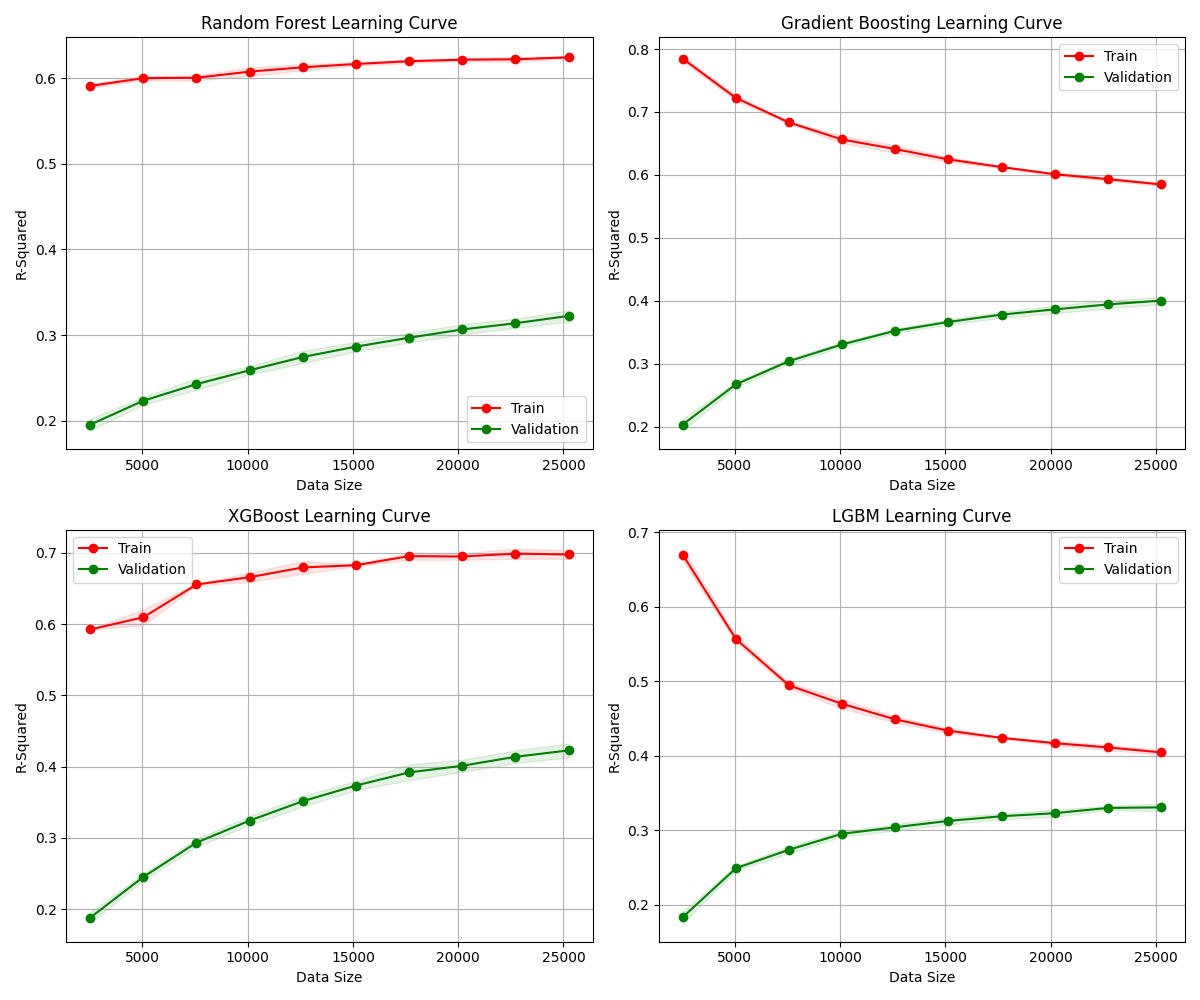 Random Forest Learning Curve
R-Squared
0.6
0.5
0.4
0.3
0.2
Train
Validation
5000 10000 15000 20000 25000
Data Size
Gradient Boosting Learning Curve
R-Squared
0.8
0.7
0.6
0.5
0.4
0.3
0.2
Train
Validation
5000 10000 15000 20000 25000
Data Size
XGBoost Learning Curve
R-Squared
0.7
0.6
0.5
0.4
0.3
0.2
Train
Validation
5000 10000 15000 20000 25000
Data Size
LGBM Learning Curve
R-Squared
0.7
0.6
0.5
0.4
0.3
0.2
Train
Validation
5000 10000 15000 20000 25000
Data Size